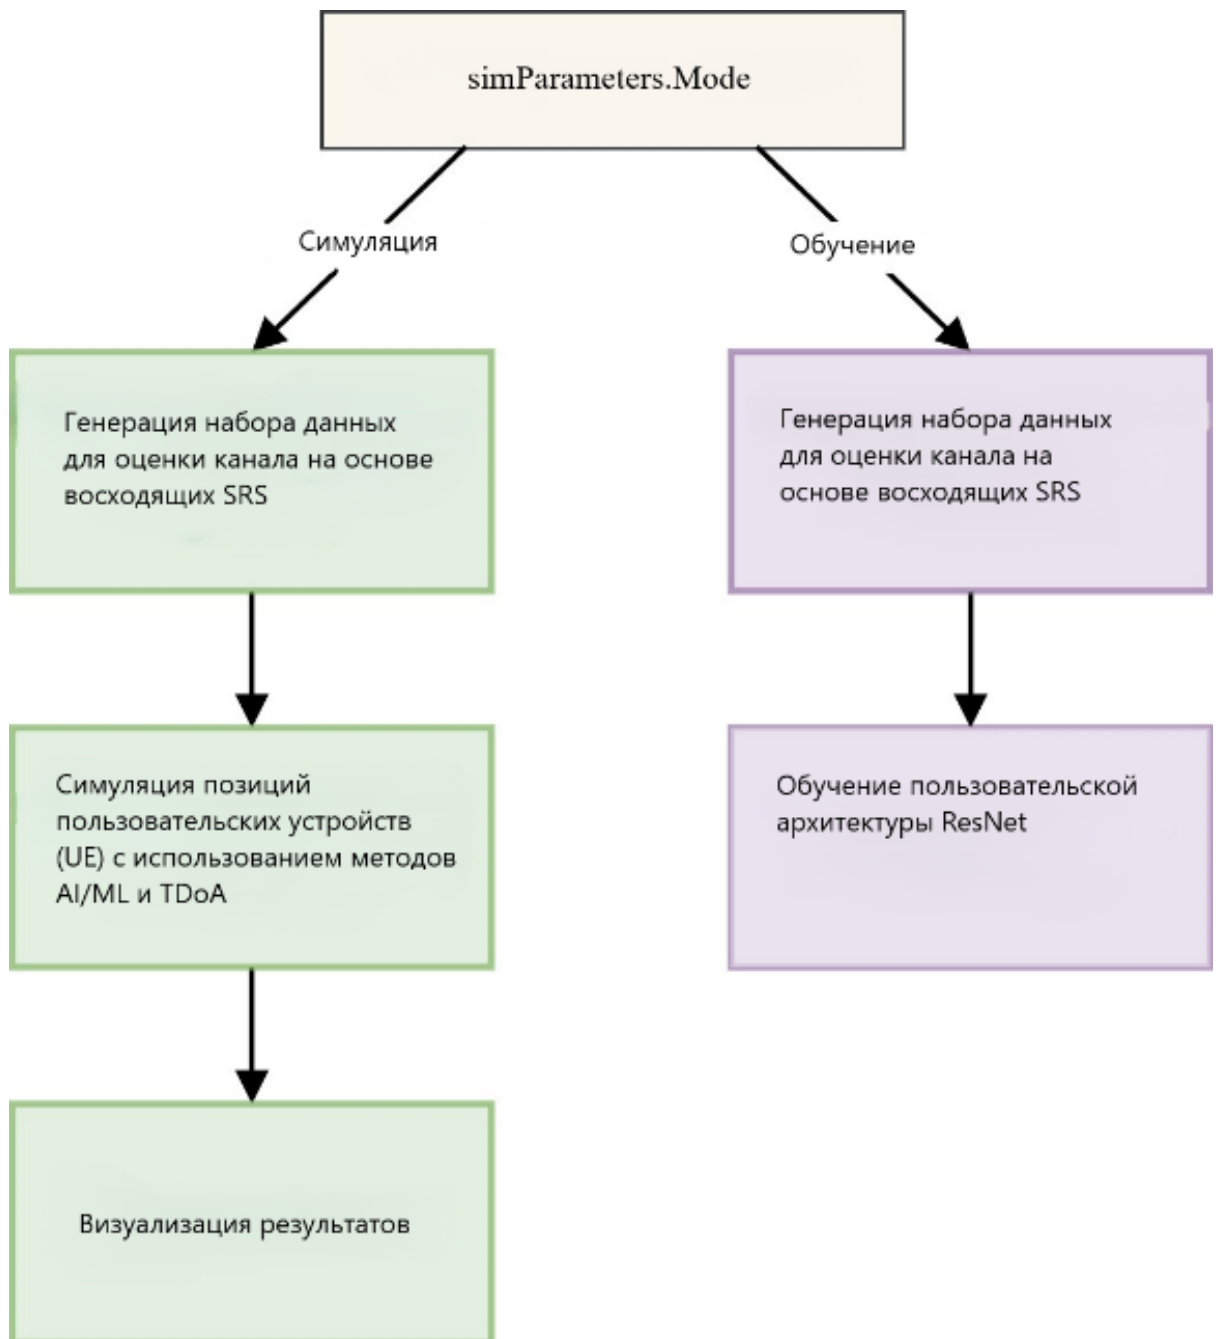 simParameters.Mode
Симуляция
Обучение
Генерация набора данных
для оценки канала на основе
восходящих SRS
Генерация набора данных
для оценки канала на
основе восходящих SRS
Симуляция позиций
пользовательских устройств
(UE) с использованием методов
AI/ML и TDoA
Обучение пользовательской
архитектуры ResNet
Визуализация результатов